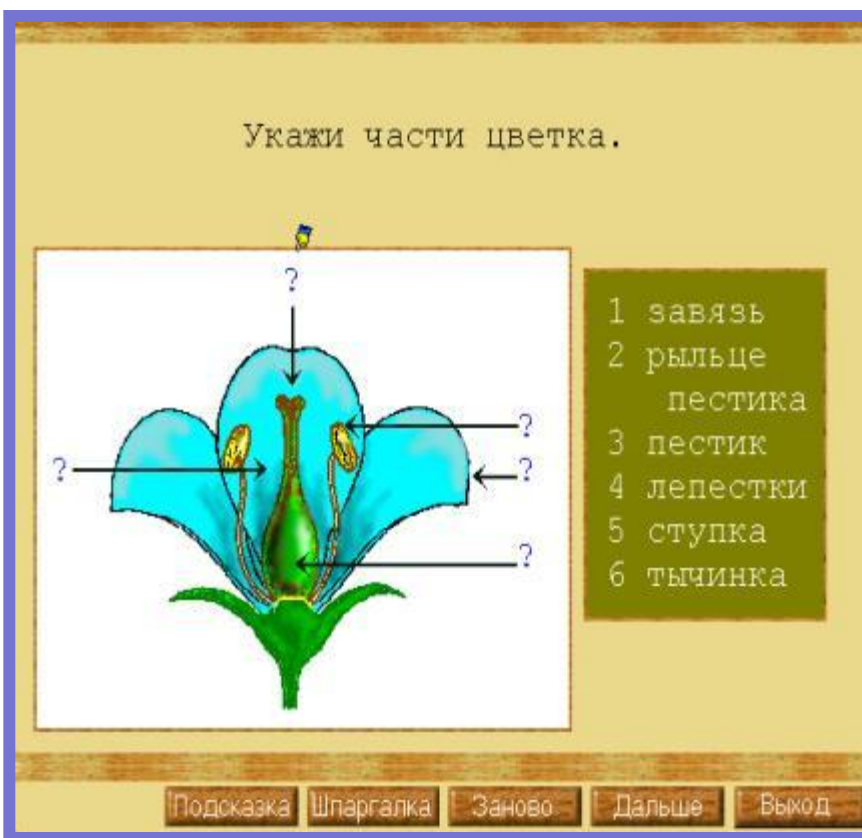 Укажи части цветка.
?
?
?
?
?
1 завязь
2 рыльце
пестика
3 пестик
4 лепестки
5 ступка
6 тычинка
Подсказка Шпаргалка Заново Дальше Выход